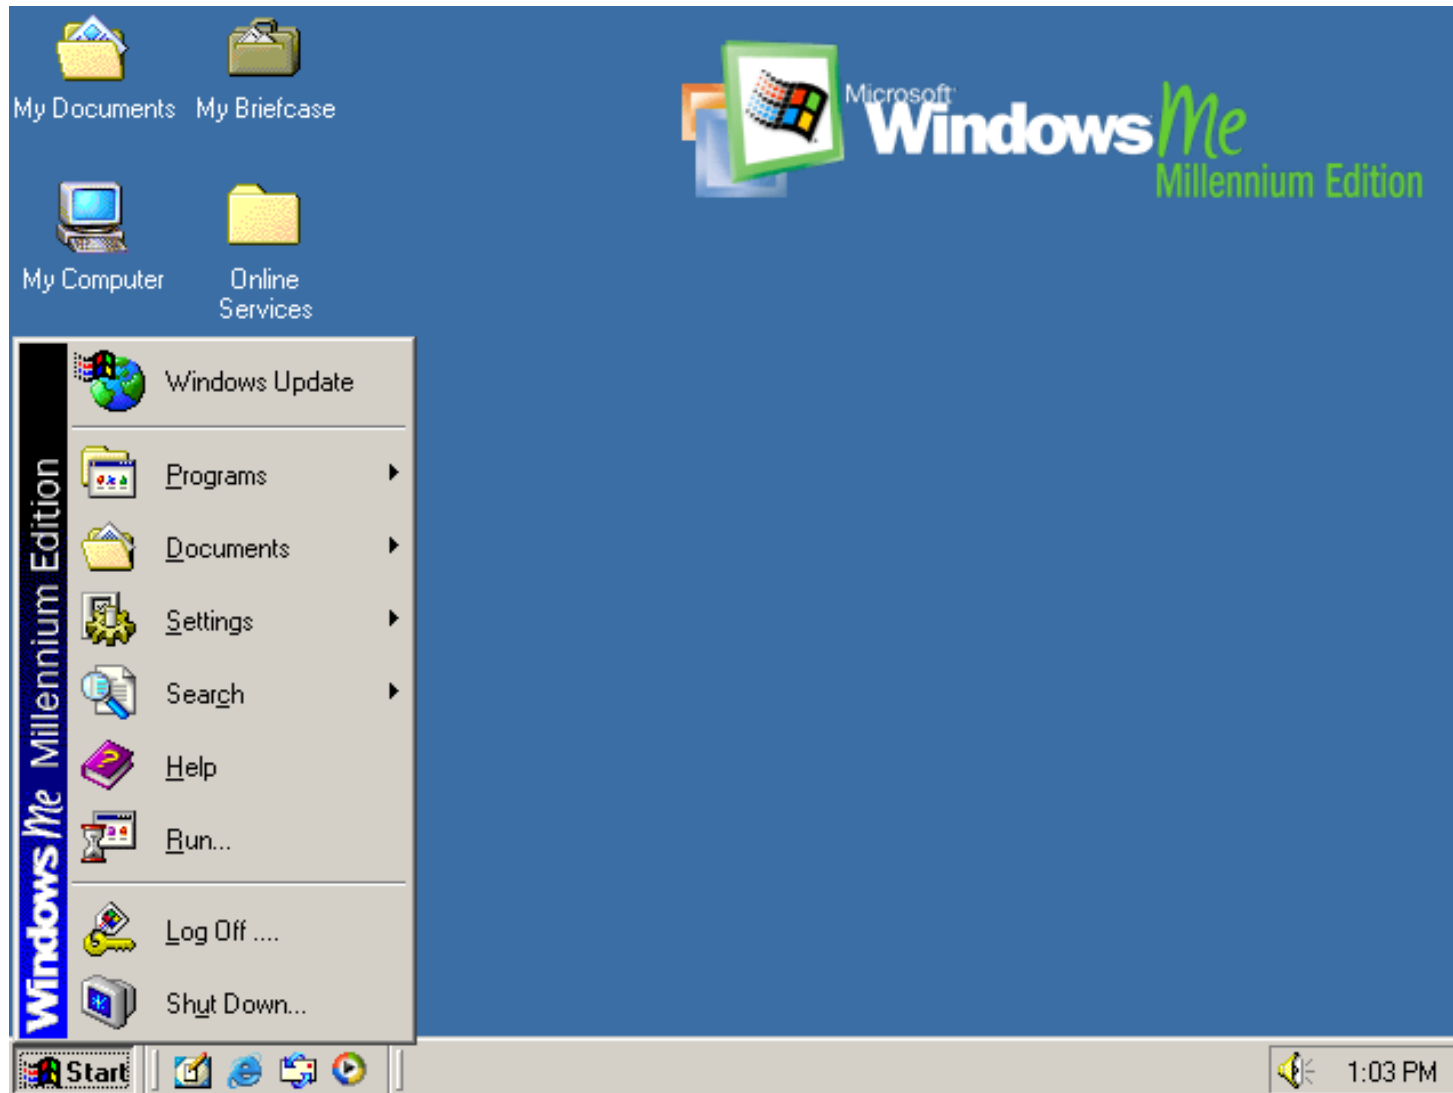 My Documents
My Briefcase
My Computer
Online
Services
Microsoft
Windows Me
Millennium Edition
Windows Update
Programs
Documents
Settings
Search
Help
Run...
Log Off ....
Shut Down...
Windows Me Millennium Edition
Start
1:03 PM